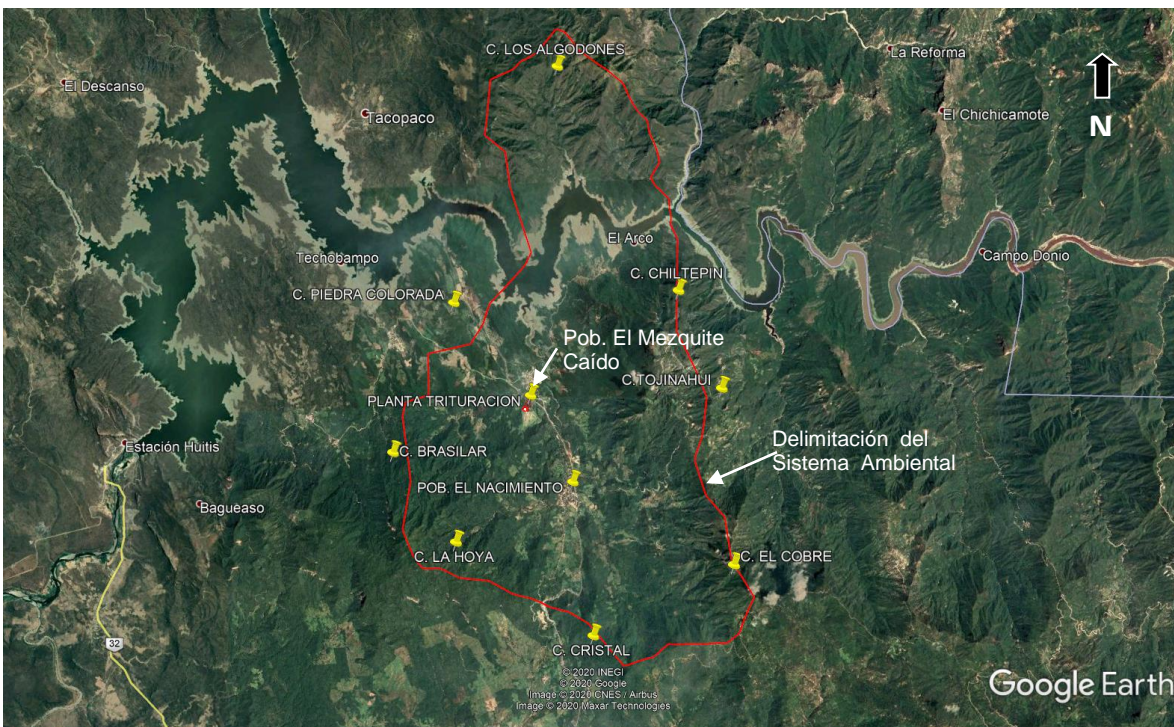 C. LOS ALGODONES
La Reforma
El Descanso
N
Tacopaco
El Chichicamote
El Arco
Techobampo
Campo Donio
C. CHILTEPIN
C. PIEDRA COLORADA
Pob. El Mezquite
Caído
C.TOJINAHUI
PLANTA TRITURACION
Delimitación del
Sistema Ambiental
Estación Huitis
C. BRASILAR
POB. EL NACIMIENTO
Bagueaso
C. LA HOYA
C. EL COBRE
32
C. CRISTAL
© 2020 INEGI
© 2020 Google
Image © 2020 CNES / Airbus
Image © 2020 Maxar Technologies
Google Earth